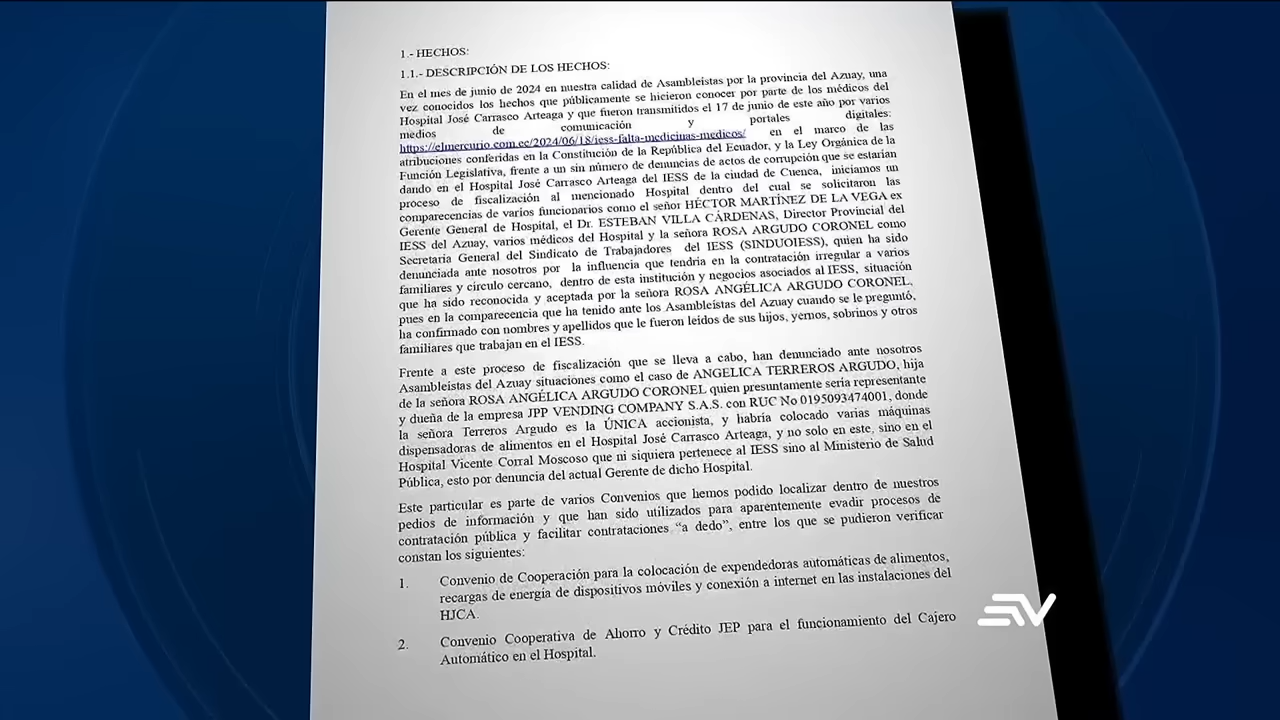 1.- HECHOS:
1.1.- DESCRIPCIÓN DE LOS HECHOS:
En el mes de junio de 2024 en nuestra calidad de Asambleístas por la provincia del Azuay, una
vez conocidos los hechos que públicamente se hicieron conocer por parte de los médicos del
Hospital José Carrasco Arteaga y que fueron transmitidos el 17 de junio de este año por varios
medios de comunicación y portales digitales:
https://elmercurio.com.ec/2024/06/18/iess-falta-medicinas-medicos/ en el marco de las
atribuciones conferidas en la Constitución de la República del Ecuador, y la Ley Orgánica de la
Función Legislativa, frente a un sin número de denuncias de actos de corrupción que se estarían
dando en el Hospital José Carrasco Arteaga del IESS de la ciudad de Cuenca, iniciamos un
proceso de fiscalización al mencionado Hospital dentro del cual se solicitaron las
comparecencias de varios funcionarios como el señor HÉCTOR MARTÍNEZ DE LA VEGA ex
Gerente General de Hospital, el Dr. ESTEBAN VILLA CÁRDENAS, Director Provincial del
IESS del Azuay, varios médicos del Hospital y la señora ROSA ARGUDO CORONEL como
Secretaria General del Sindicato de Trabajadores del IESS (SINDUOIESS), quien ha sido
denunciada ante nosotros por la influencia que tendría en la contratación irregular a varios
familiares y círculo cercano, dentro de esta institución y negocios asociados al IESS, situación
que ha sido reconocida y aceptada por la señora ROSA ANGÉLICA ARGUDO CORONEL,
pues en la comparecencia que ha tenido ante los Asambleístas del Azuay cuando se le preguntó,
ha confirmado con nombres y apellidos que le fueron leídos de sus hijos, yernos, sobrinos y otros
familiares que trabajan en el IESS.
Frente a este proceso de fiscalización que se lleva a cabo, han denunciado ante nosotros
Asambleístas del Azuay situaciones como el caso de ANGELICA TERREROS ARGUDO, hija
de la señora ROSA ANGÉLICA ARGUDO CORONEL quien presuntamente sería representante
y dueña de la empresa JPP VENDING COMPANY S.A.S. con RUC No 0195093474001, donde
la señora Terreros Argudo es la ÚNICA accionista, y habría colocado varias máquinas
dispensadoras de alimentos en el Hospital José Carrasco Arteaga, y no solo en este, sino en el
Hospital Vicente Corral Moscoso que ni siquiera pertenece al IESS sino al Ministerio de Salud
Pública, esto por denuncia del actual Gerente de dicho Hospital.
Este particular es parte de varios Convenios que hemos podido localizar dentro de nuestros
pedios de información y que han sido utilizados para aparentemente evadir procesos de
contratación pública y facilitar contrataciones “a dedo”, entre los que se pudieron verificar
constan los siguientes:
1. Convenio de Cooperación para la colocación de expendedoras automáticas de alimentos,
recargas de energía de dispositivos móviles y conexión a internet en las instalaciones del
HJCA.
2. Convenio Cooperativa de Ahorro y Crédito JEP para el funcionamiento del Cajero
Automático en el Hospital.